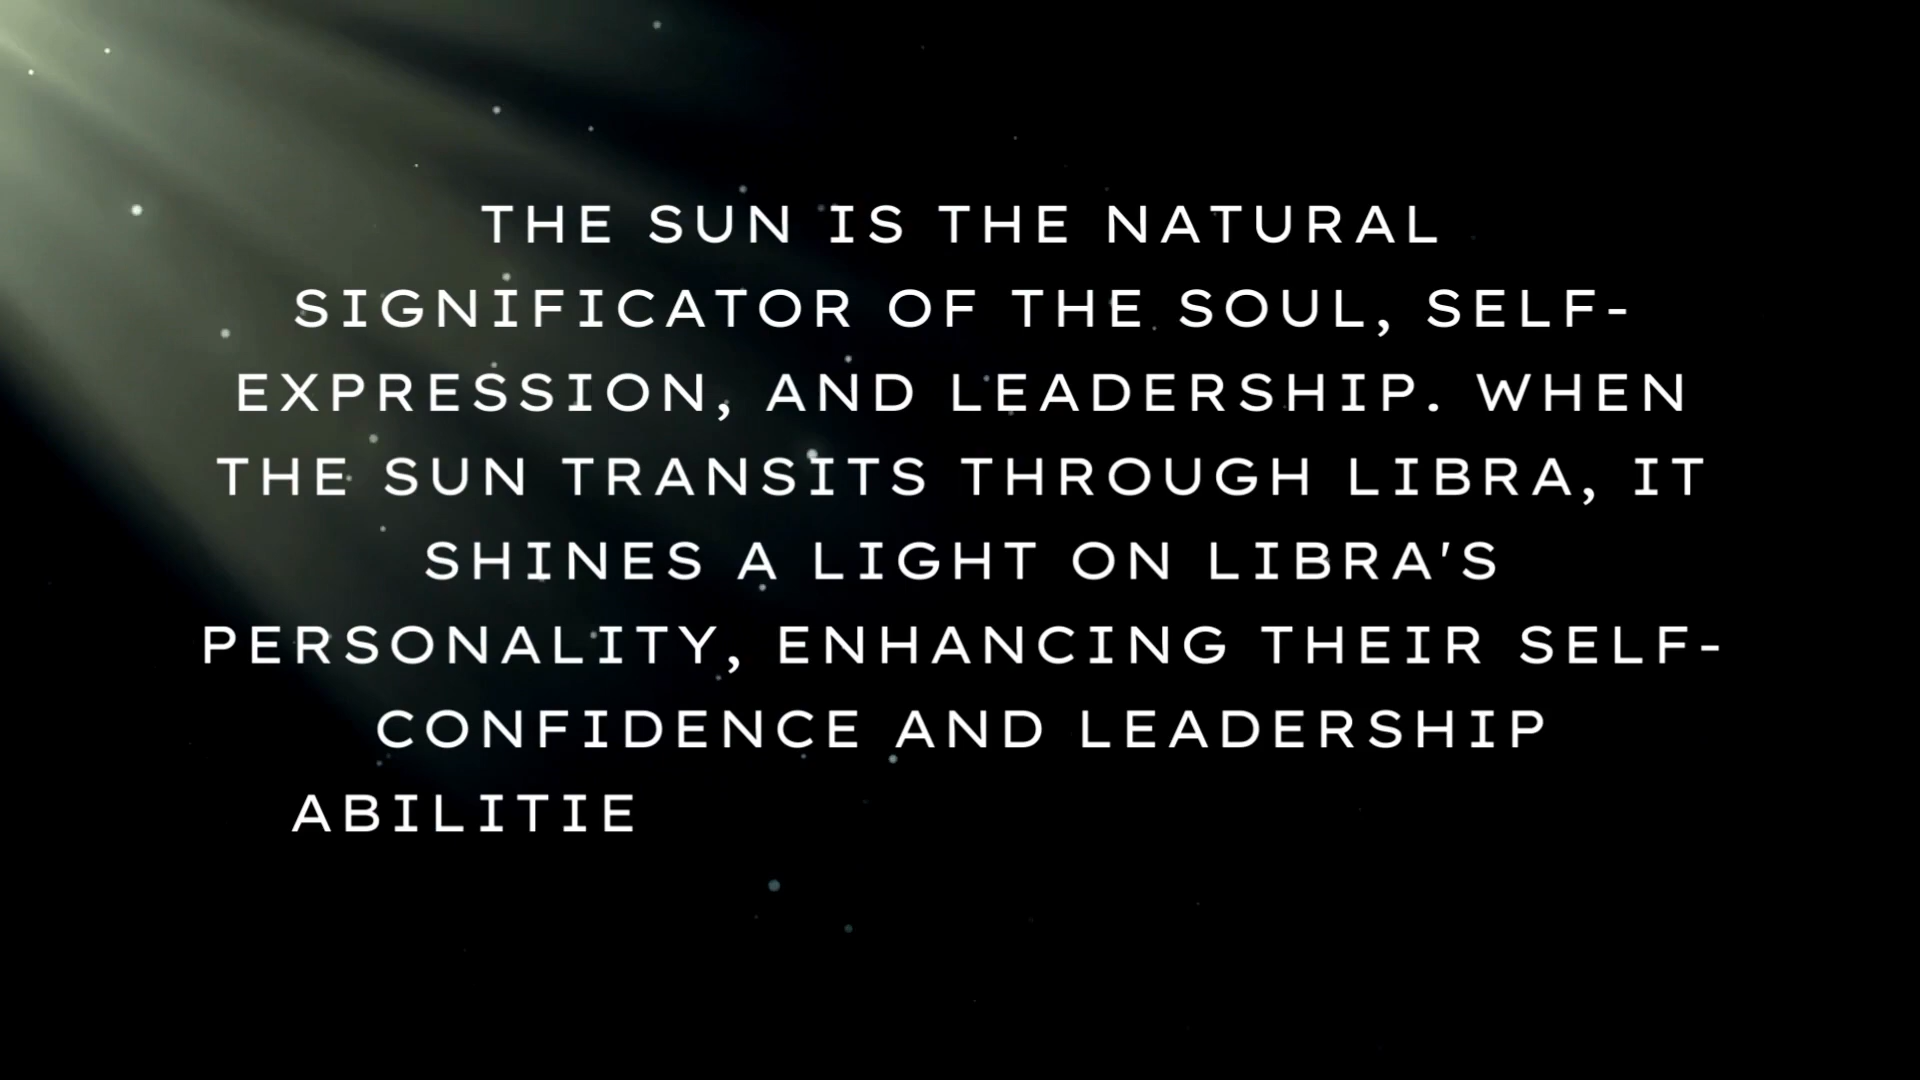 THE SUN IS THE NATURAL
SIGNIFICATOR OF THE SOUL, SELF-
EXPRESSION, AND LEADERSHIP. WHEN
THE SUN TRANSITS THROUGH LIBRA, IT
SHINES A LIGHT ON LIBRA'S
PERSONALITY, ENHANCING THEIR SELF-
CONFIDENCE AND LEADERSHIP
ABILITIE